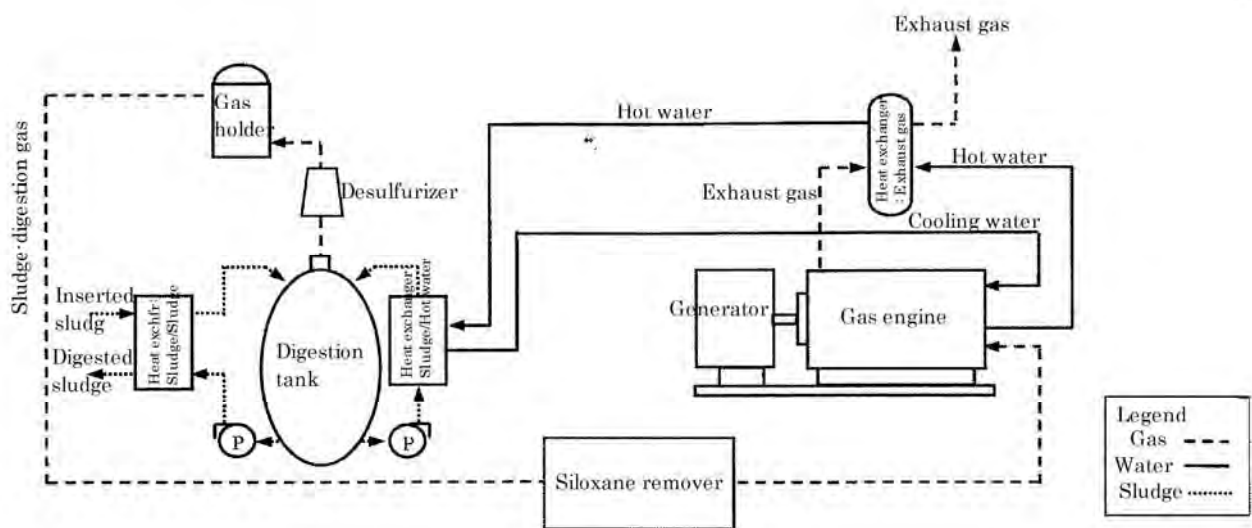 Exhaust gas
Gas
holder
Hot water
Heat exchanger
: Exhaust gas
Hot water
Desulfurizer
Exhaust gas
Cooling water
Sludge·digestion gas
Inserted
sludg
Heat exchfr:
Sludge/Sludge
Digested
sludge
Digestion
tank
Heat exchanger:
Sludge/Hot water
Generator
Gas engine
P
P
Siloxane remover
Legend
Gas
Water
Sludge